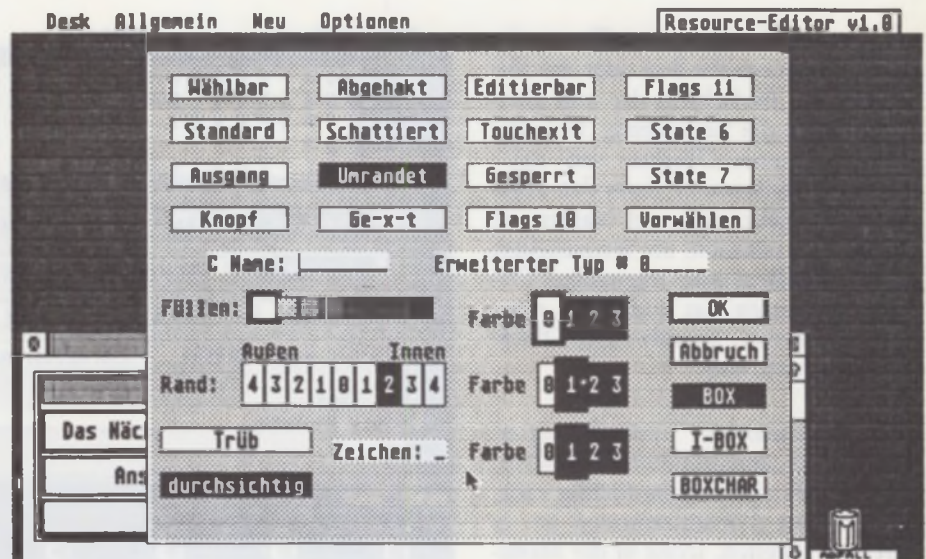 Desk Allgemein Neu Optionen Resource-Editor v1.0
Wählbar Abgehakt Editierbar Flags 11
Standard Schattiert Touchexit State 6
Ausgang Umrandet Gesperrt State 7
Knopf Ge-x-t Flags 10 Vorwählen
C Name: Erweiterter Typ # 0
Füllen: Farbe 0 1 2 3 OK
Außen Innen Abbruch
Rand: 4 3 2 1 0 1 2 3 4 Farbe 0 1 2 3 BOX
Das Näc Trüb Zeichen: _ Farbe 0 1 2 3 I-BOX
Ans durchsichtig BOXCHAR